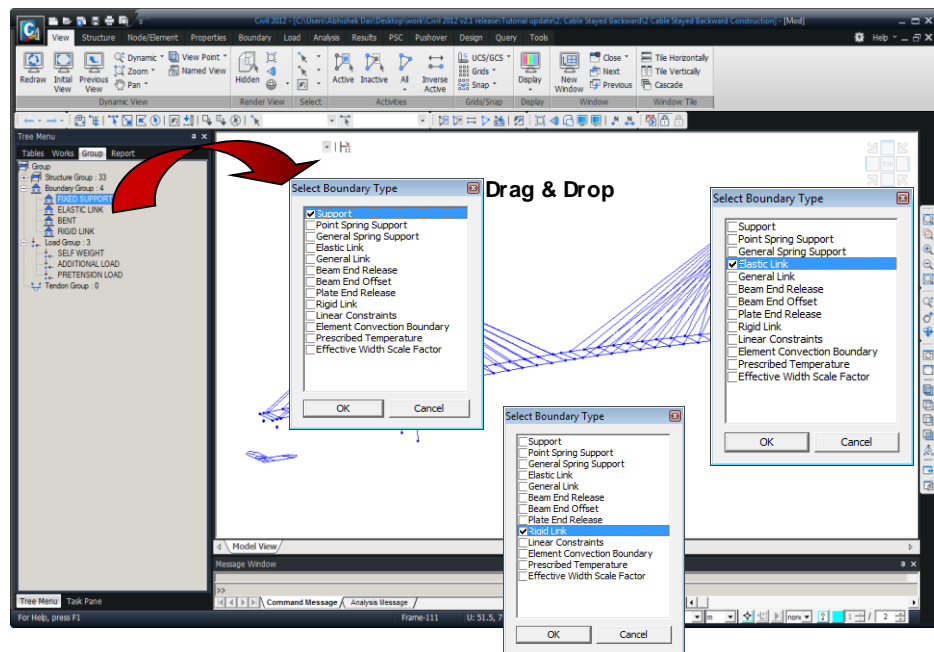 Civil 2012 - [C:\Users\Abhishek Das\Desktop\work\Civil 2012 v2.1 release\Tutorial update\2. Cable Stayed Backward\2 Cable Stayed Backward Construction] - [Mod]
View Structure Node/Element Properties Boundary Load Analysis Results PSC Pushover Design Query Tools Help
Redraw Initial View Previous View
Dynamic View Point
Zoom Named View
Pan
Hidden
Active Inactive All Inverse Active
UCS/GCS
Grids
Snap
Display
New Window
Close
Next
Previous
Tile Horizontally
Tile Vertically
Cascade
Dynamic View Render View Select Activities Grids/Snap Display Window Window Tile
Tree Menu
Tables Works Group Report
Group
Structure Group : 33
Boundary Group : 4
FIXED SUPPORT
ELASTIC LINK
BENT
RIGID LINK
Load Group : 3
SELF WEIGHT
ADDITIONAL LOAD
PRETENSION LOAD
Tendon Group : 0
TOP
Drag & Drop
Select Boundary Type
Support
Point Spring Support
General Spring Support
Elastic Link
General Link
Beam End Release
Beam End Offset
Plate End Release
Rigid Link
Linear Constraints
Element Convection Boundary
Prescribed Temperature
Effective Width Scale Factor
OK Cancel
Select Boundary Type
Support
Point Spring Support
General Spring Support
Elastic Link
General Link
Beam End Release
Beam End Offset
Plate End Release
Rigid Link
Linear Constraints
Element Convection Boundary
Prescribed Temperature
Effective Width Scale Factor
OK Cancel
Select Boundary Type
Support
Point Spring Support
General Spring Support
Elastic Link
General Link
Beam End Release
Beam End Offset
Plate End Release
Rigid Link
Linear Constraints
Element Convection Boundary
Prescribed Temperature
Effective Width Scale Factor
OK Cancel
Model View
Message Window
>>
Command Message Analysis Message
Tree Menu Task Pane
For Help, press F1
Frame-111 U: 51.5, 7
m non 1 / 2